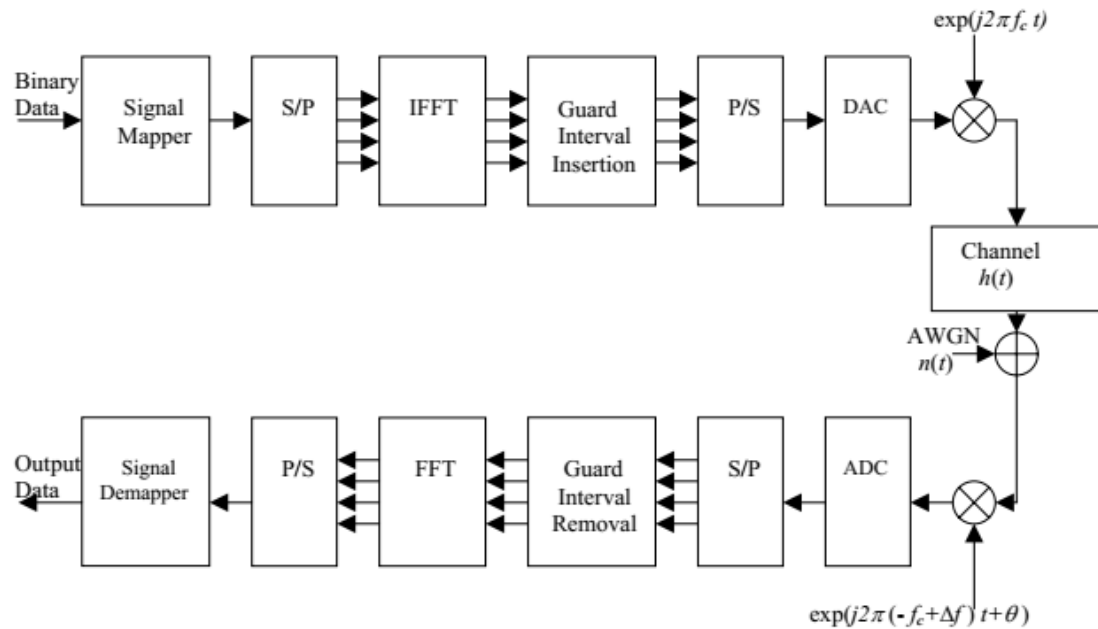 exp(j2πf_c t)
Binary
Data
Signal
Mapper
S/P
IFFT
Guard
Interval
Insertion
P/S
DAC
Channel
h(t)
AWGN
n(t)
Output
Data
Signal
Demapper
P/S
FFT
Guard
Interval
Removal
S/P
ADC
exp(j2π(-f_c+Δf) t+θ)